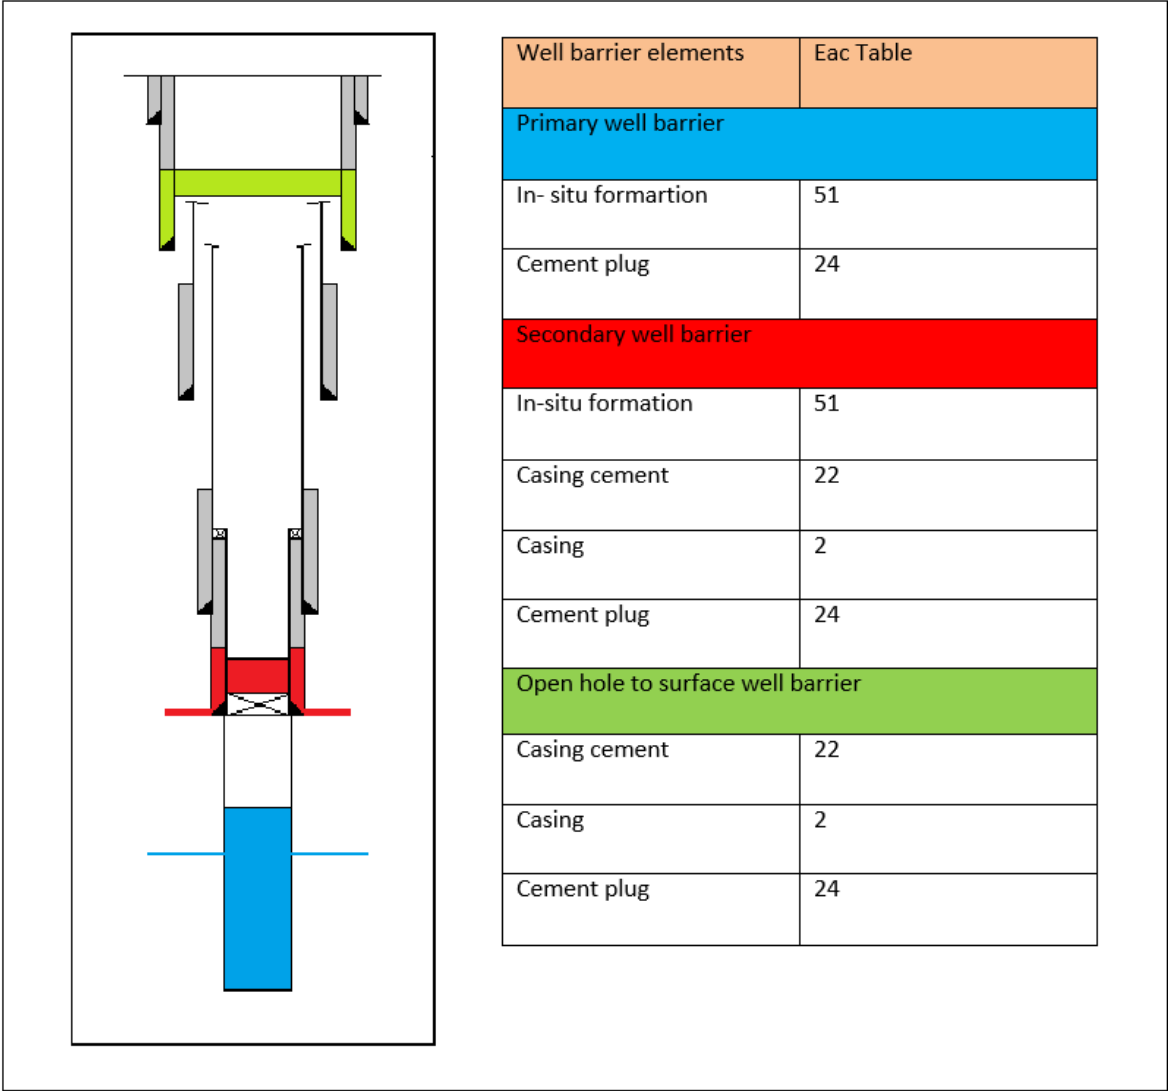 Well barrier elements Eac Table
Primary well barrier
In- situ formartion 51
Cement plug 24
Secondary well barrier
In-situ formation 51
Casing cement 22
Casing 2
Cement plug 24
Open hole to surface well barrier
Casing cement 22
Casing 2
Cement plug 24